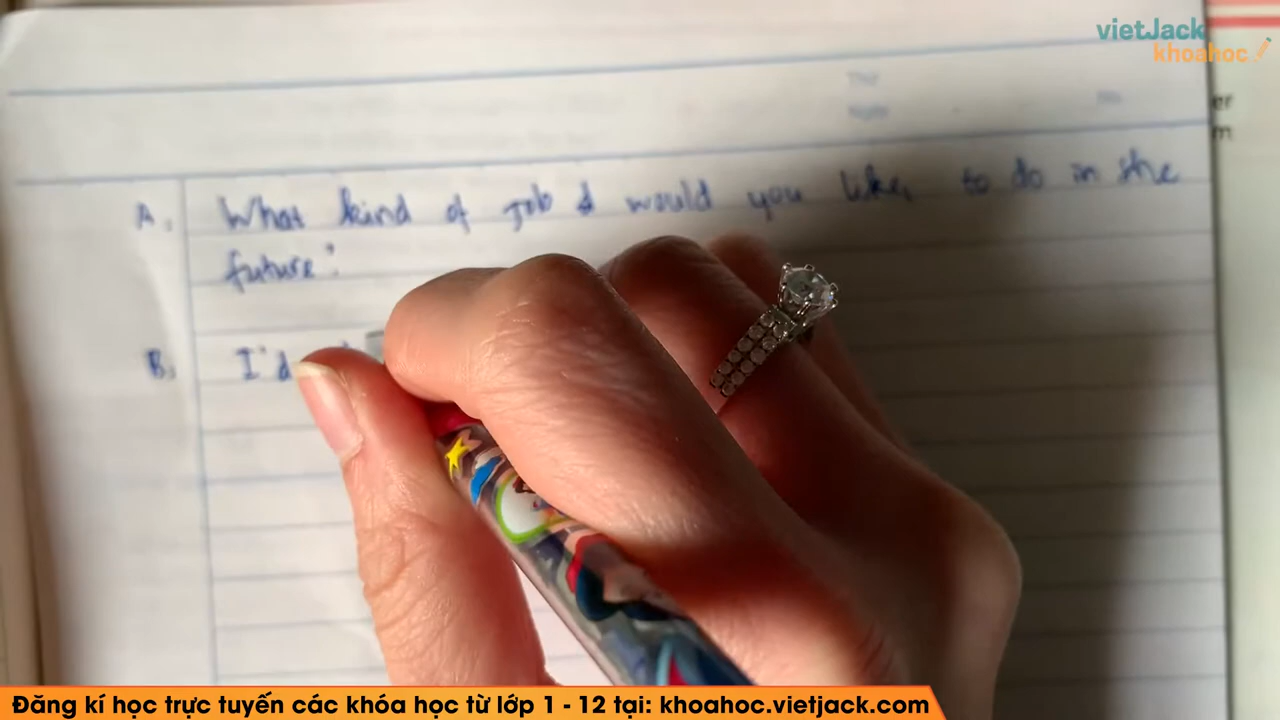 vietJack
khoahoc
er
m
A. What kind of Job d would you like, to do in the
future?
B. I'd
Đăng kí học trực tuyến các khóa học từ lớp 1 - 12 tại: khoahoc.vietjack.com